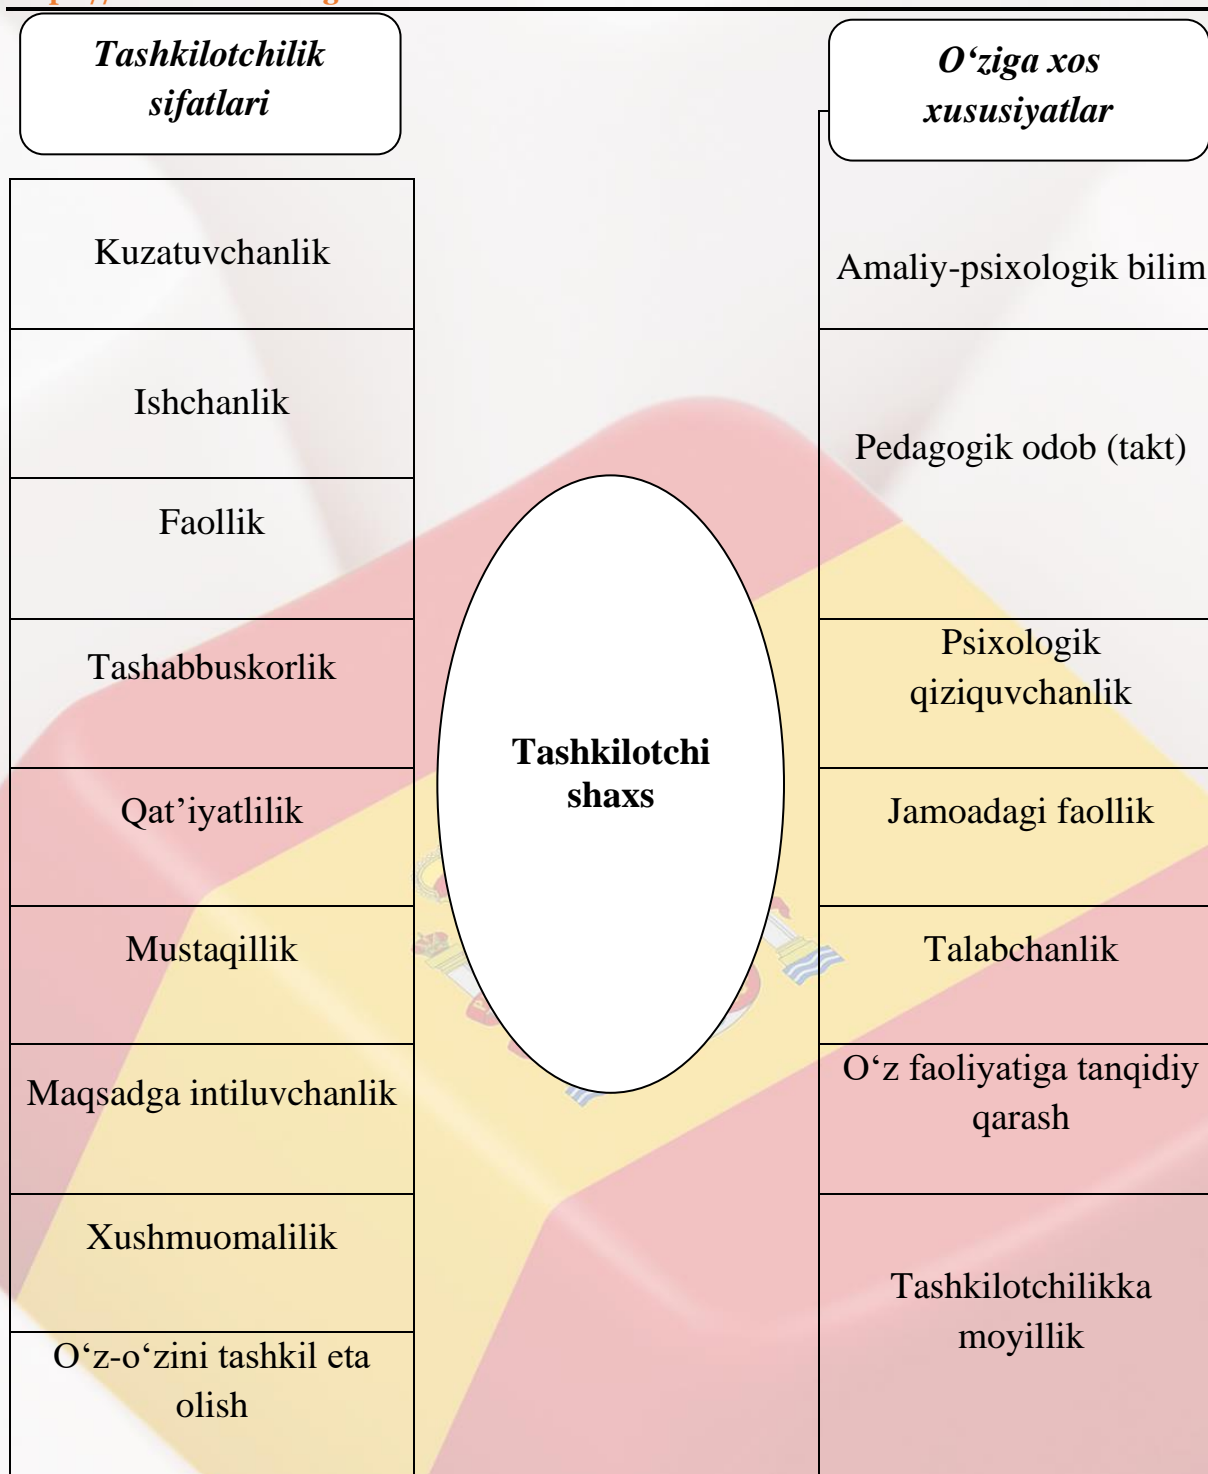 Tashkilotchilik
sifatlari
Kuzatuvchanlik
Ishchanlik
Faollik
Tashabbuskorlik
Qat’iyatlilik
Mustaqillik
Maqsadga intiluvchanlik
Xushmuomalilik
O‘z-o‘zini tashkil eta
olish
Tashkilotchi
shaxs
O‘ziga xos
xususiyatlar
Amaliy-psixologik bilim
Pedagogik odob (takt)
Psixologik
qiziquvchanlik
Jamoadagi faollik
Talabchanlik
O‘z faoliyatiga tanqidiy
qarash
Tashkilotchilikka
moyillik